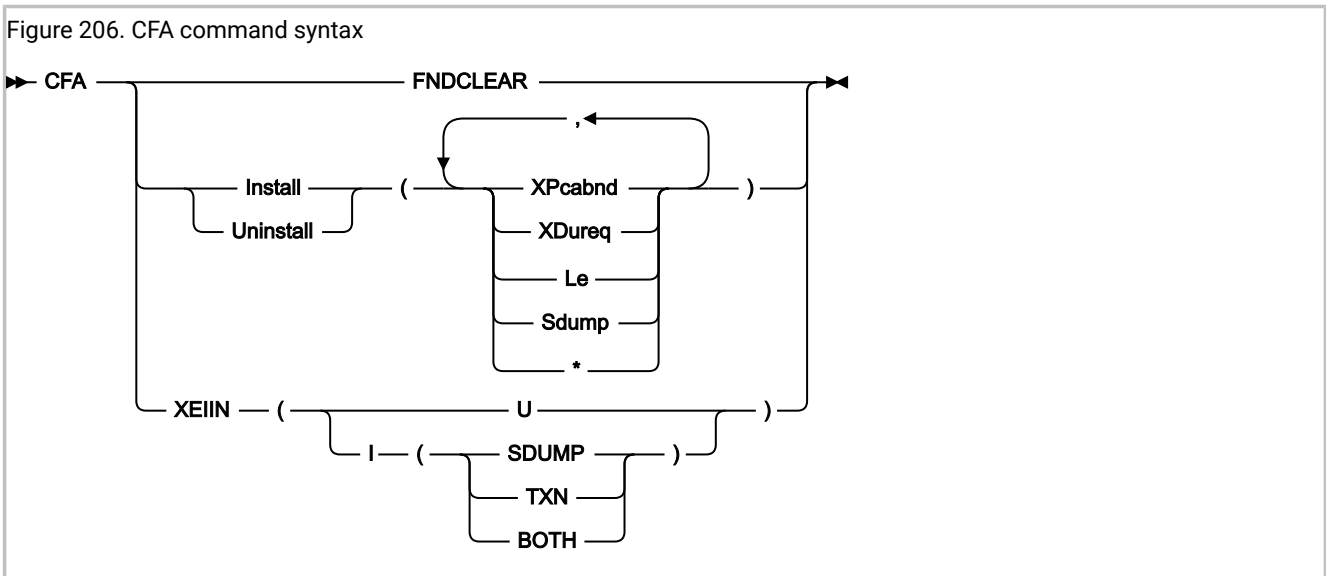 Figure 206. CFA command syntax
CFA FNDCLEAR
,
Install ( XPcabnd )
Uninstall XDureq
Le
Sdump
*
XEIIN ( U )
I ( SDUMP )
TXN
BOTH